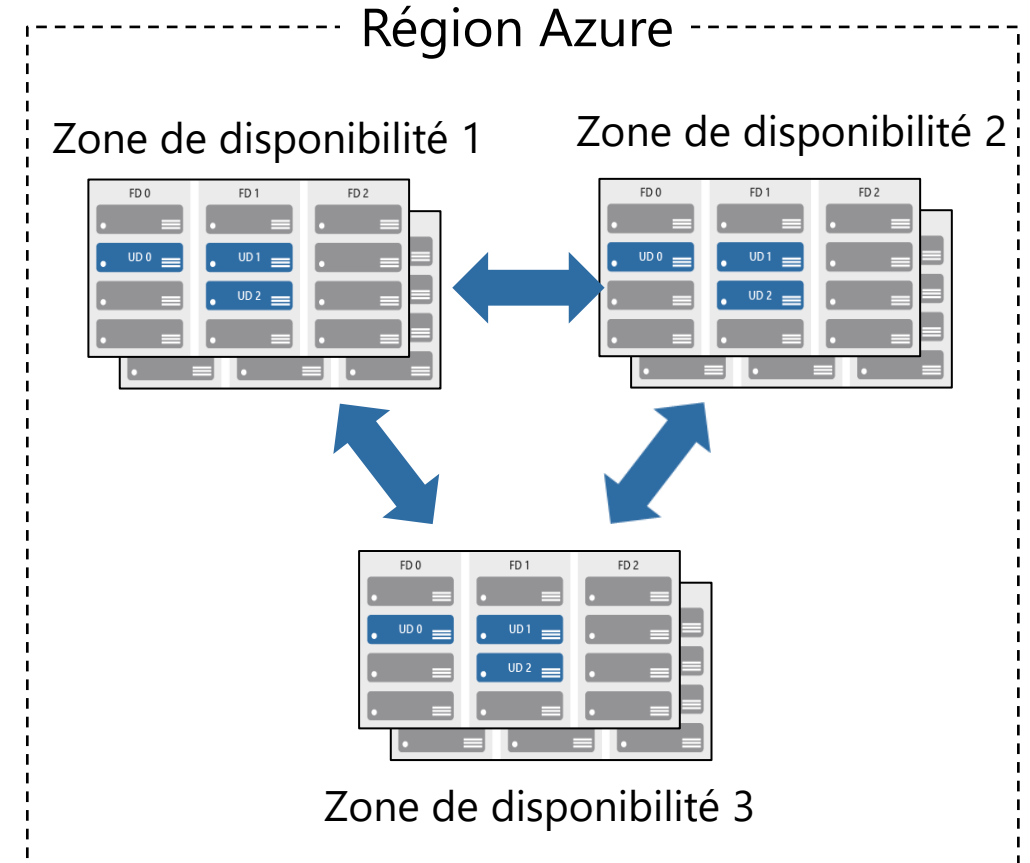 Région Azure
Zone de disponibilité 1
Zone de disponibilité 2
FD 0 FD 1 FD 2
UD 0 UD 1
UD 2
FD 0 FD 1 FD 2
UD 0 UD 1
UD 2
FD 0 FD 1 FD 2
UD 0 UD 1
UD 2
Zone de disponibilité 3